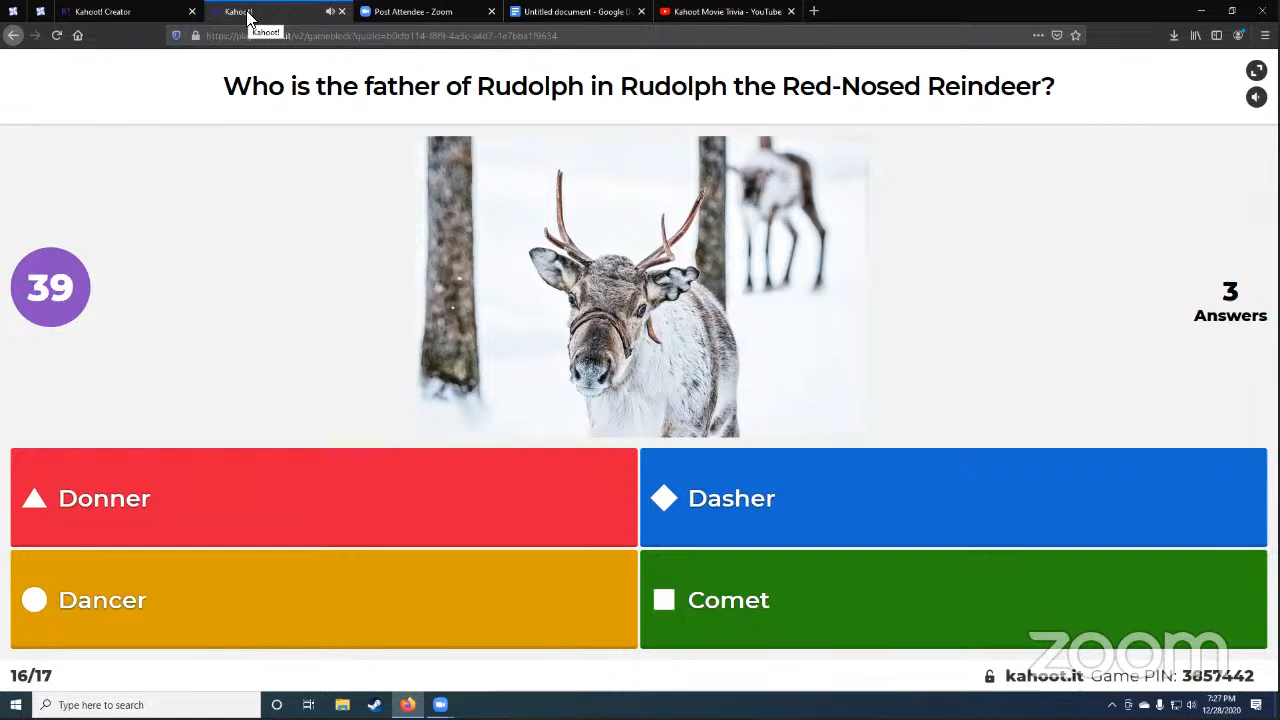 Kahoot! Creator
Kahoot!
Post Attendee - Zoom
Untitled document - Google D
Kahoot Movie Trivia - YouTube
Kahoot!
Who is the father of Rudolph in Rudolph the Red-Nosed Reindeer?
39
3
Answers
Donner
Dasher
Dancer
Comet
zoom
16/17
kahoot.it Game PIN: 3857442
Type here to search
7:27 PM
12/28/2020